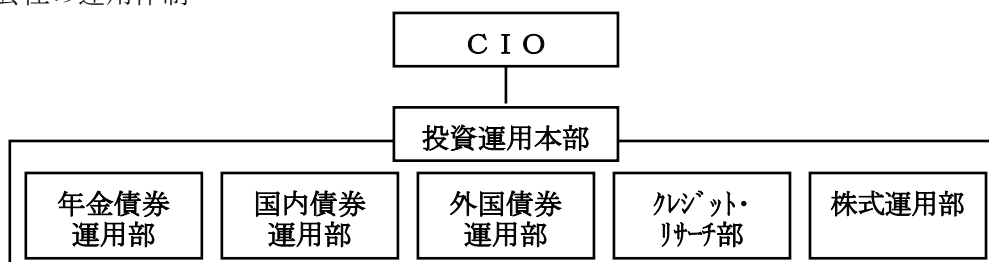 会社の運用体制
ＣＩＯ
投資運用本部
年金債券
運用部
国内債券
運用部
外国債券
運用部
ｸﾚｼﾞｯﾄ・
ﾘｻｰﾁ部
株式運用部